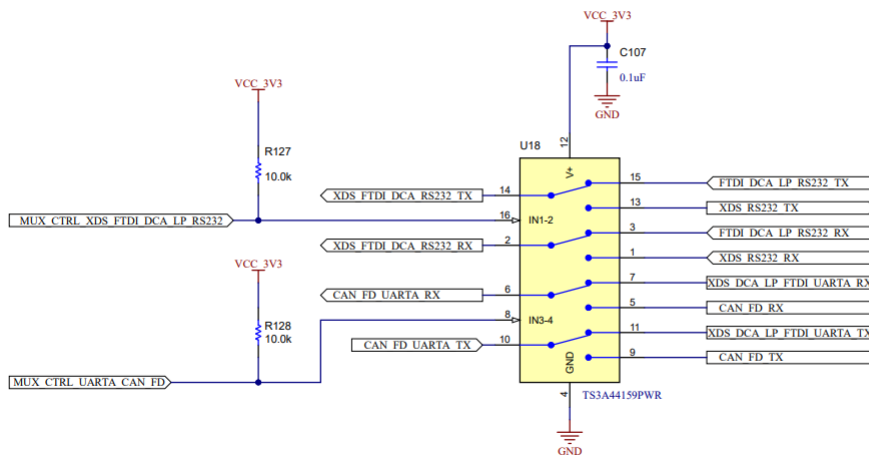 VCC_3V3
C107
0.1uF
GND
VCC_3V3
R127
10.0k
U18
12
V+
XDS_FTDI_DCA_RS232_TX
14
15
FTDI_DCA_LP_RS232_TX
13
XDS_RS232_TX
MUX_CTRL_XDS_FTDI_DCA_LP_RS232
16
IN1-2
XDS_FTDI_DCA_RS232_RX
2
3
FTDI_DCA_LP_RS232_RX
1
XDS_RS232_RX
VCC_3V3
7
XDS_DCA_LP_FTDI_UARTA_RX
CAN_FD_UARTA_RX
6
5
CAN_FD_RX
R128
10.0k
8
IN3-4
11
XDS_DCA_LP_FTDI_UARTA_TX
CAN_FD_UARTA_TX
10
9
CAN_FD_TX
GND
MUX_CTRL_UARTA_CAN_FD
4
TS3A44159PWR
GND